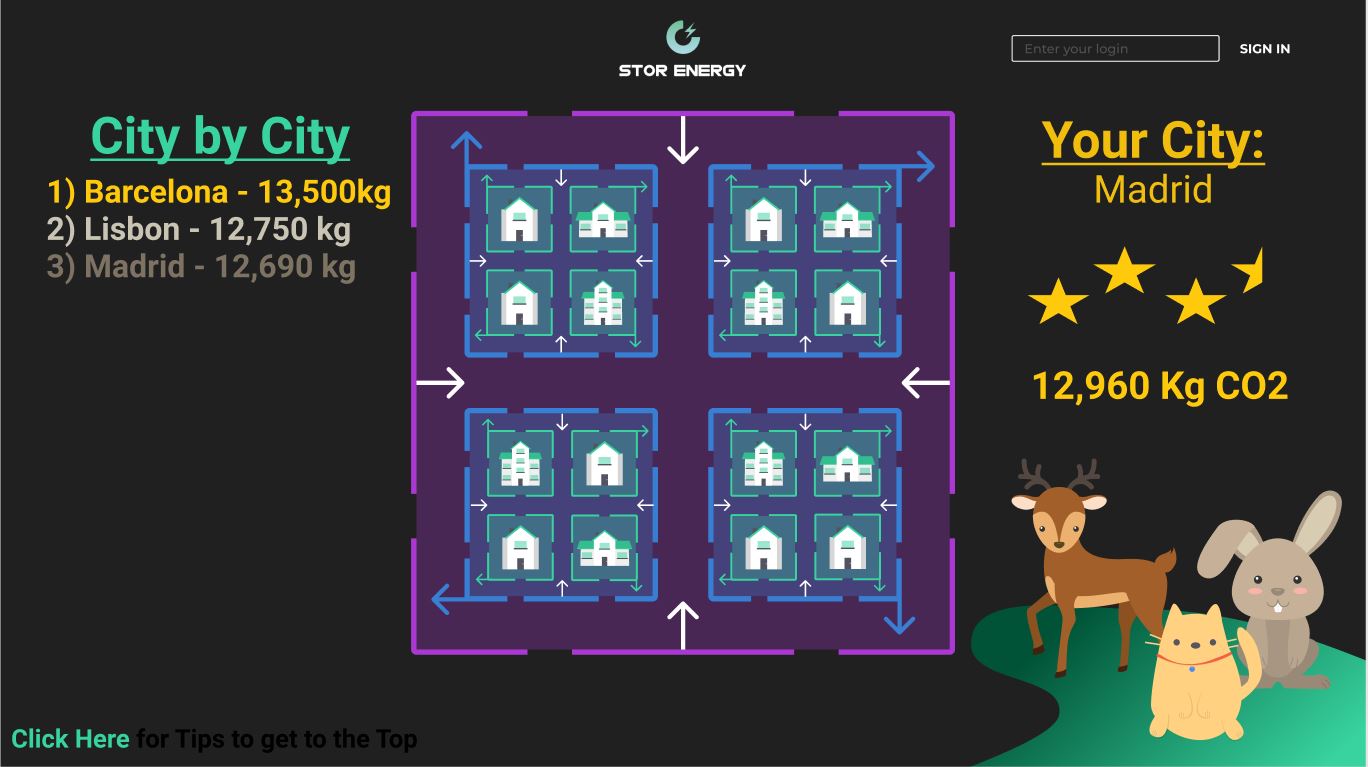 STOR ENERGY
Enter your login
SIGN IN
City by City
1) Barcelona - 13,500kg
2) Lisbon - 12,750 kg
3) Madrid - 12,690 kg
Your City:
Madrid
12,960 Kg CO2
Click Here for Tips to get to the Top